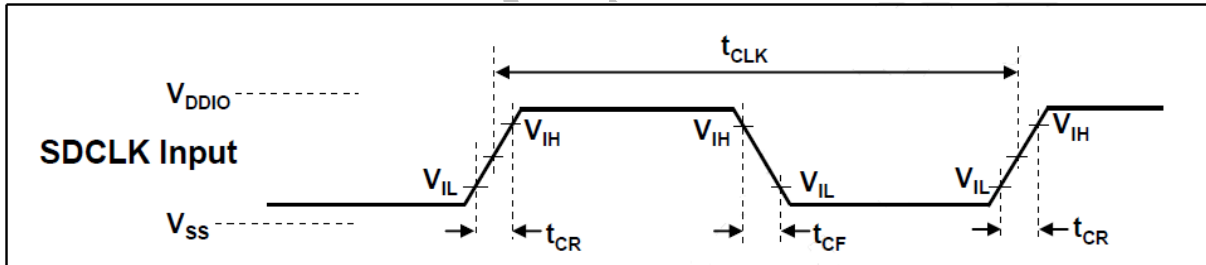 tCLK
VDDIO
SDCLK Input
VIH VIH VIH
VIL VIL VIL
VSS
tCR tCF tCR